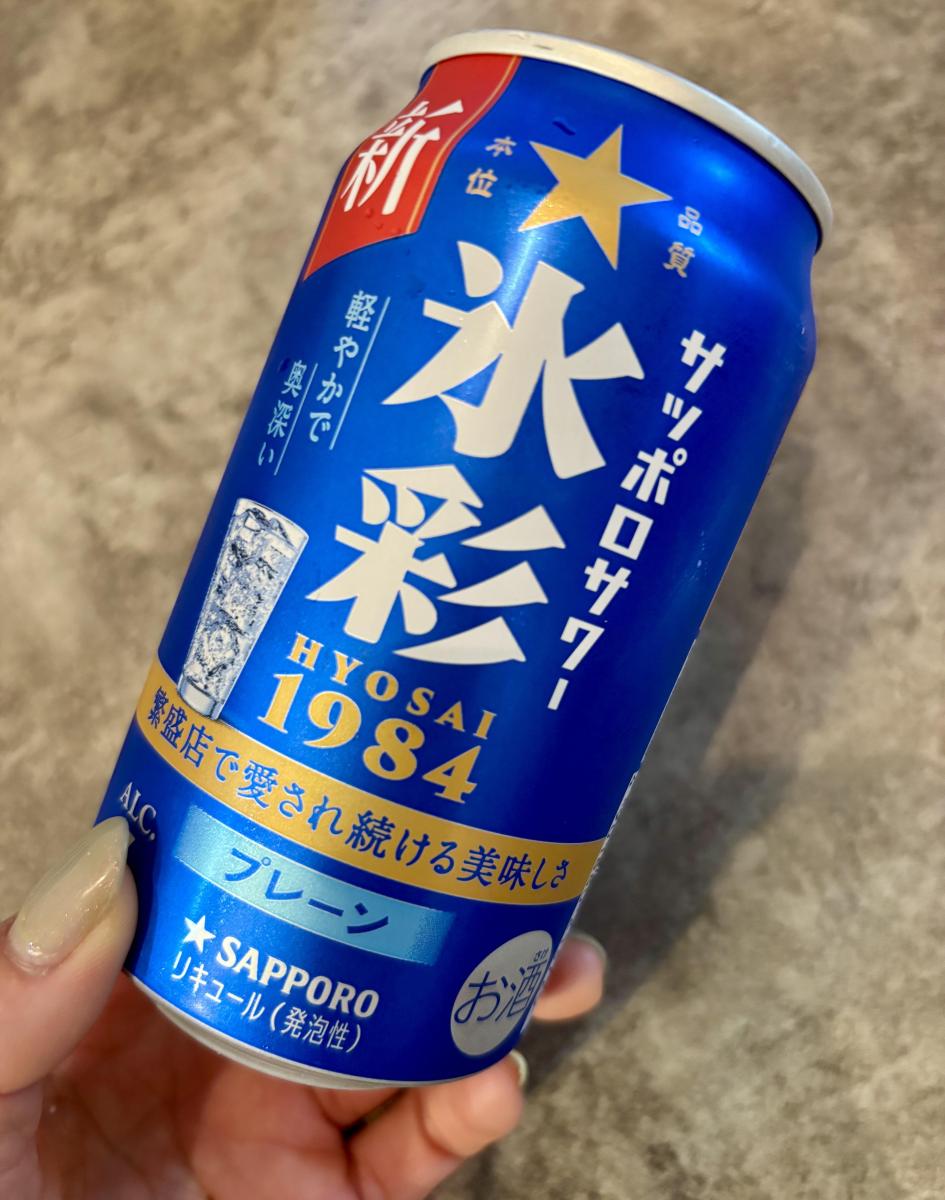 新
品質
本位
サッポロサワー
氷彩
HYOSAI
1984
軽やかで
奥深い
繁盛店で愛され続ける美味しさ
ALC.
プレーン
SAPPORO
リキュール(発泡性)
お酒